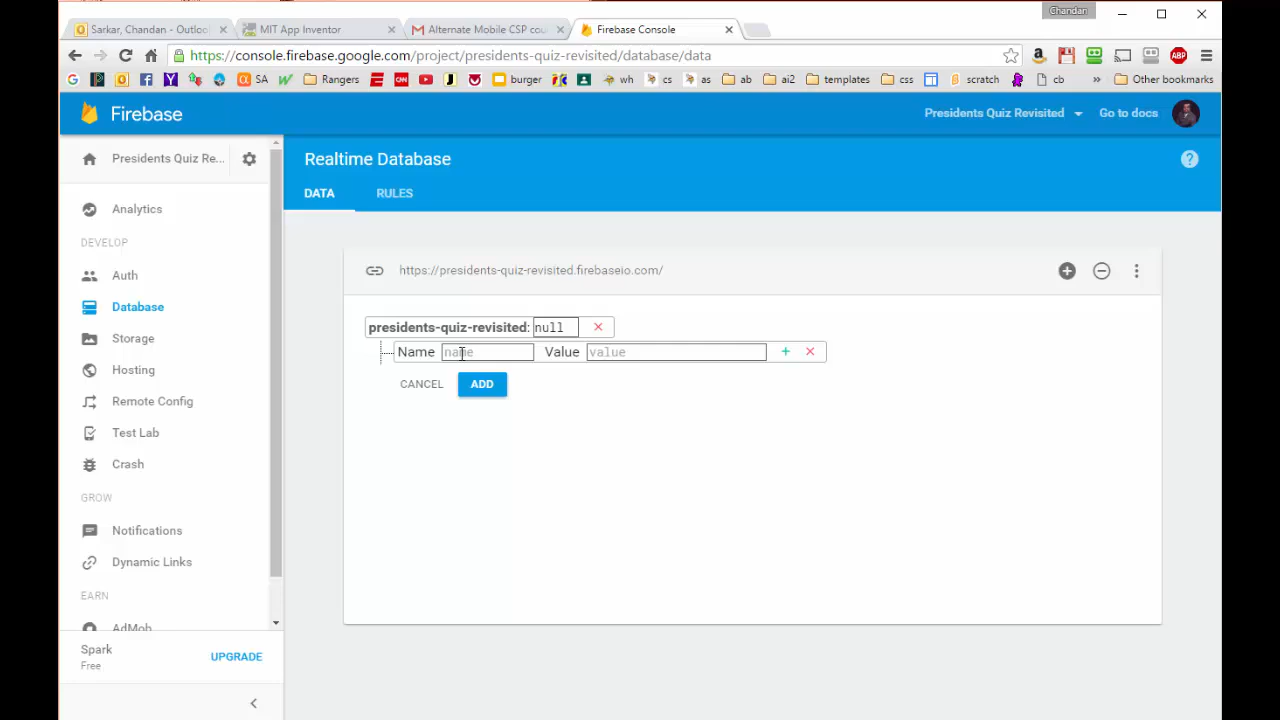 Chandan
Sarkar, Chandan - Outloo
MIT App Inventor
Alternate Mobile CSP cou
Firebase Console
https://console.firebase.google.com/project/presidents-quiz-revisited/database/data
SA
Rangers
burger
wh
cs
as
ab
ai2
templates
css
scratch
cb
Other bookmarks
Firebase
Presidents Quiz Revisited
Go to docs
Presidents Quiz Re...
Realtime Database
DATA
RULES
Analytics
DEVELOP
Auth
Database
Storage
Hosting
Remote Config
Test Lab
Crash
GROW
Notifications
Dynamic Links
EARN
AdMob
Spark
Free
UPGRADE
https://presidents-quiz-revisited.firebaseio.com/
presidents-quiz-revisited: null
Name name Value value
CANCEL ADD